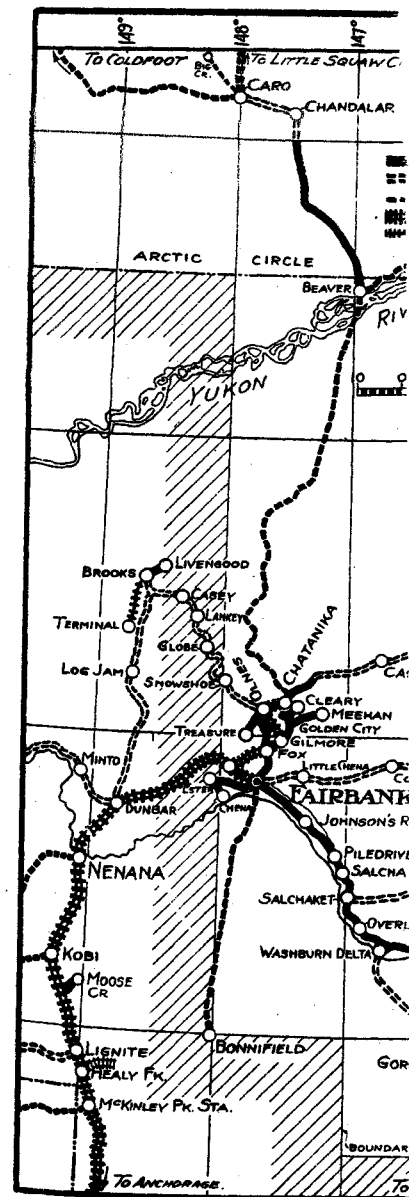 149°
148°
147°
TO COLDFOOT
BIG CR.
TO LITTLE SQUAW C
CARO
CHANDALAR
ARCTIC CIRCLE
BEAVER
RIV
YUKON
LIVENGOOD
BROOKS
CASEY
LANKEY
TERMINAL
GLOBE
CHATANIKA
LOG JAM
SNOWSHOE
OLNES
CA
CLEARY
MEEHAN
TREASURE
GOLDEN CITY
GILMORE
FOX
MINTO
LITTLE CHENA
CO
ESTER
CHENA
FAIRBANK
DUNBAR
JOHNSON'S R
PILEDRIVE
NENANA
SALCHA
SALCHAKET
OVERL
KOBI
WASHBURN DELTA
MOOSE CR
LIGNITE
BONNIFIELD
HEALY FK.
GOR
MCKINLEY PK. STA.
BOUNDAR
TO ANCHORAGE.
TO